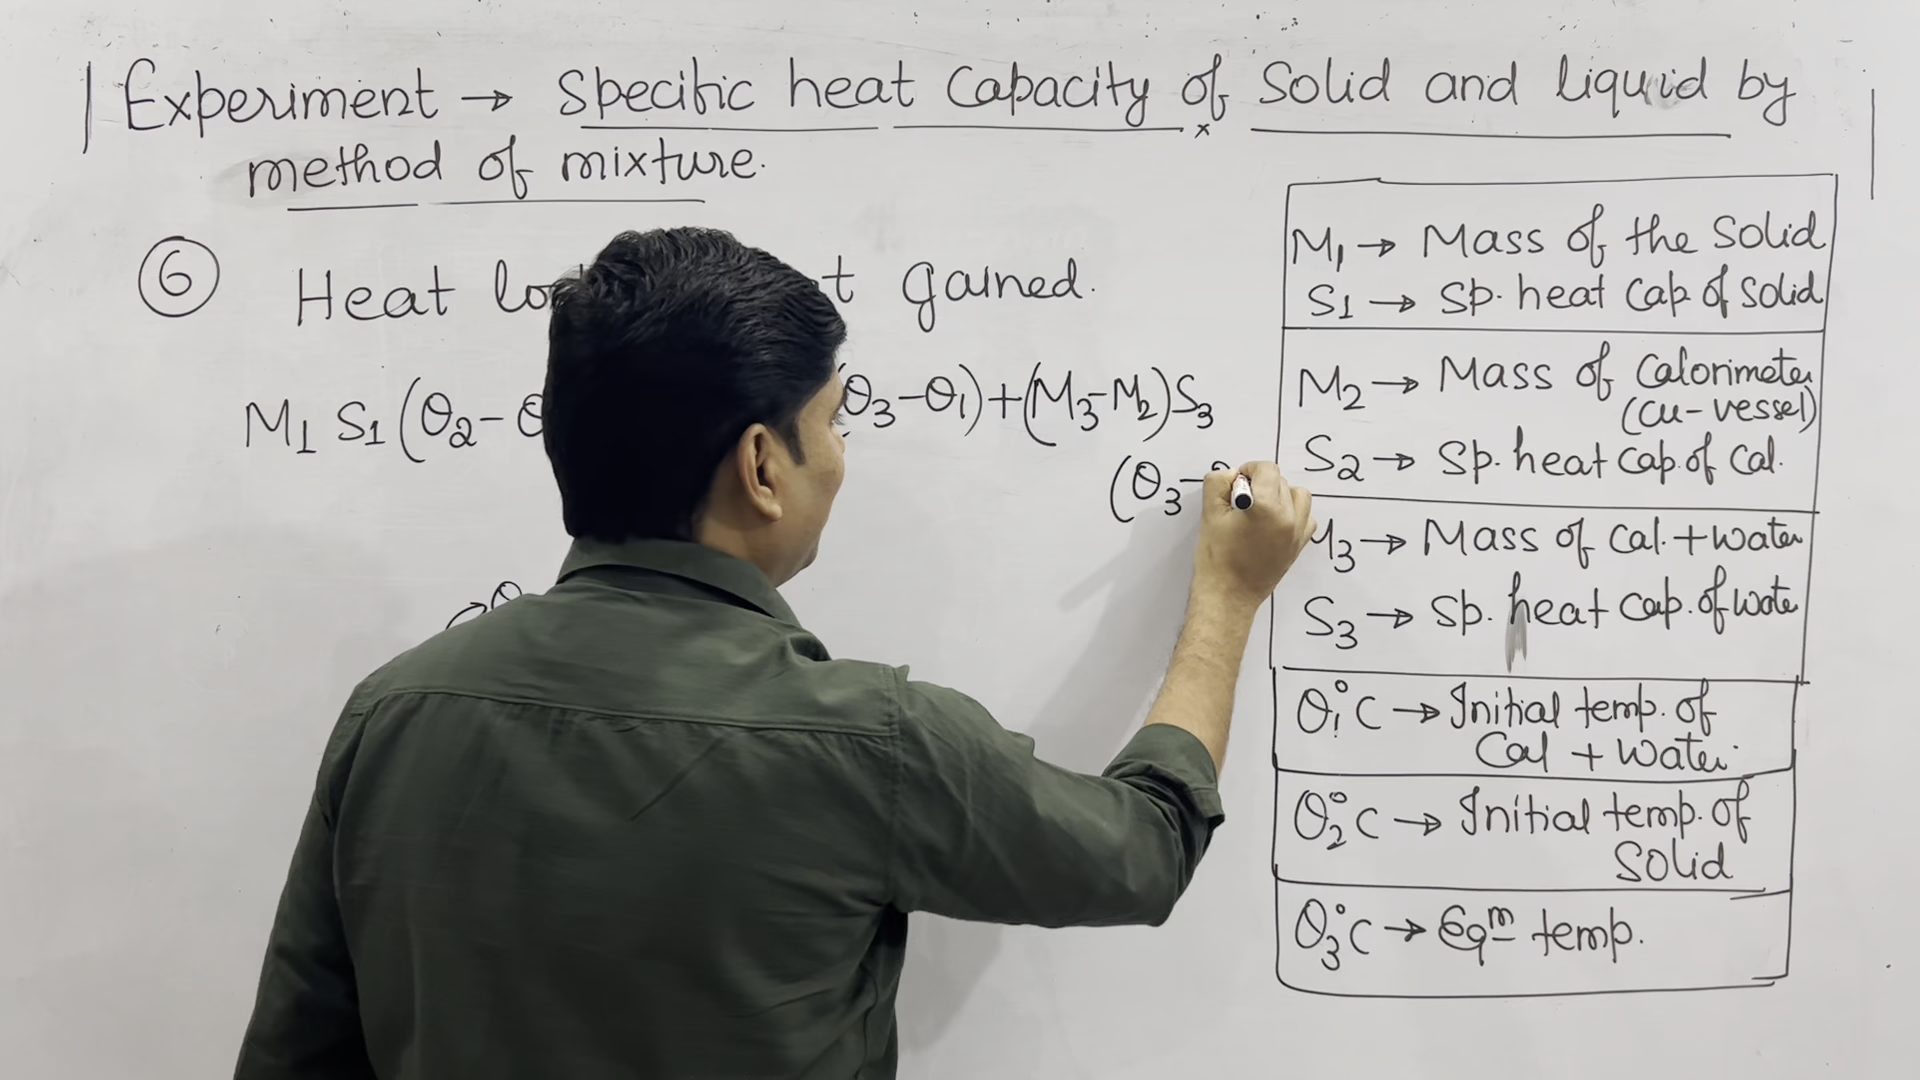 Experiment → Specific heat Capacity of Solid and liquid by
method of mixture.
⑥ Heat gained.
M1 S1 (θ2- θ3-θ1)+(M3-M2)S3
(θ3-
M1 → Mass of the Solid
S1 → Sp. heat Cap. of Solid
M2 → Mass of Calorimeter
(Cu-vessel)
S2 → Sp. heat Cap. of Cal.
M3 → Mass of Cal. + water
S3 → Sp. heat Cap. of water
θ1°C → Initial temp. of
Cal + Water.
θ2°C → Initial temp. of
Solid
θ3°C → Eqm temp.